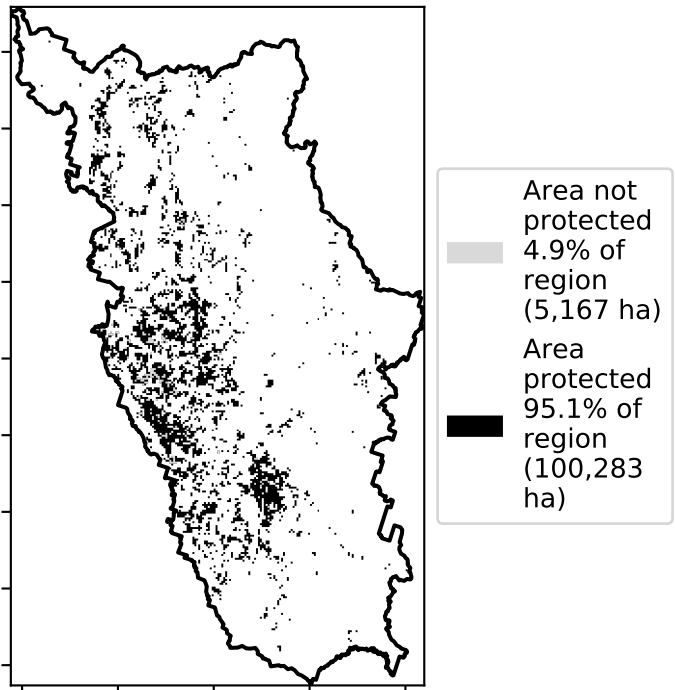 Area not
protected
4.9% of
region
(5,167 ha)
Area
protected
95.1% of
region
(100,283
ha)